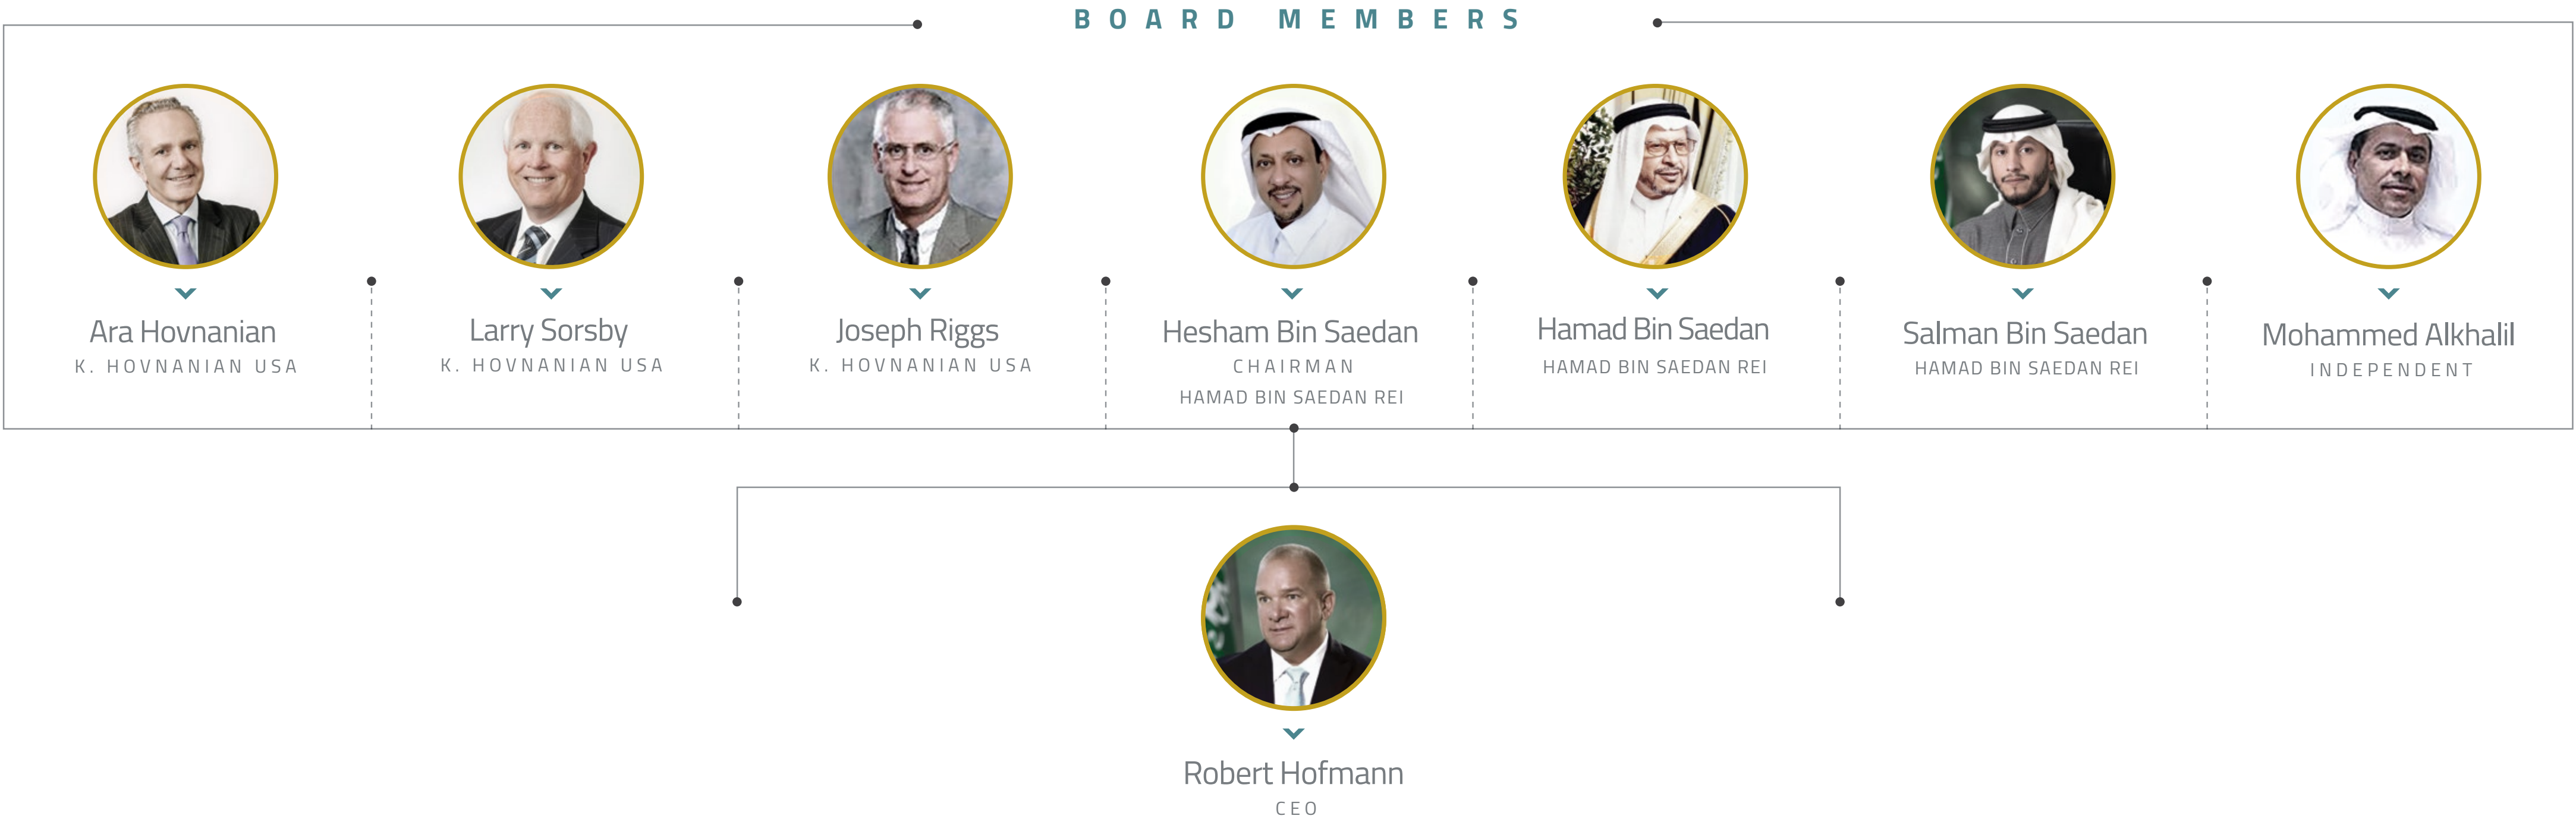 BOARD MEMBERS
Ara Hovnanian
K. HOVNANIAN USA
Larry Sorsby
K. HOVNANIAN USA
Joseph Riggs
K. HOVNANIAN USA
Hesham Bin Saedan
CHAIRMAN
HAMAD BIN SAEDAN REI
Hamad Bin Saedan
HAMAD BIN SAEDAN REI
Salman Bin Saedan
HAMAD BIN SAEDAN REI
Mohammed Alkhalil
INDEPENDENT
Robert Hofmann
CEO